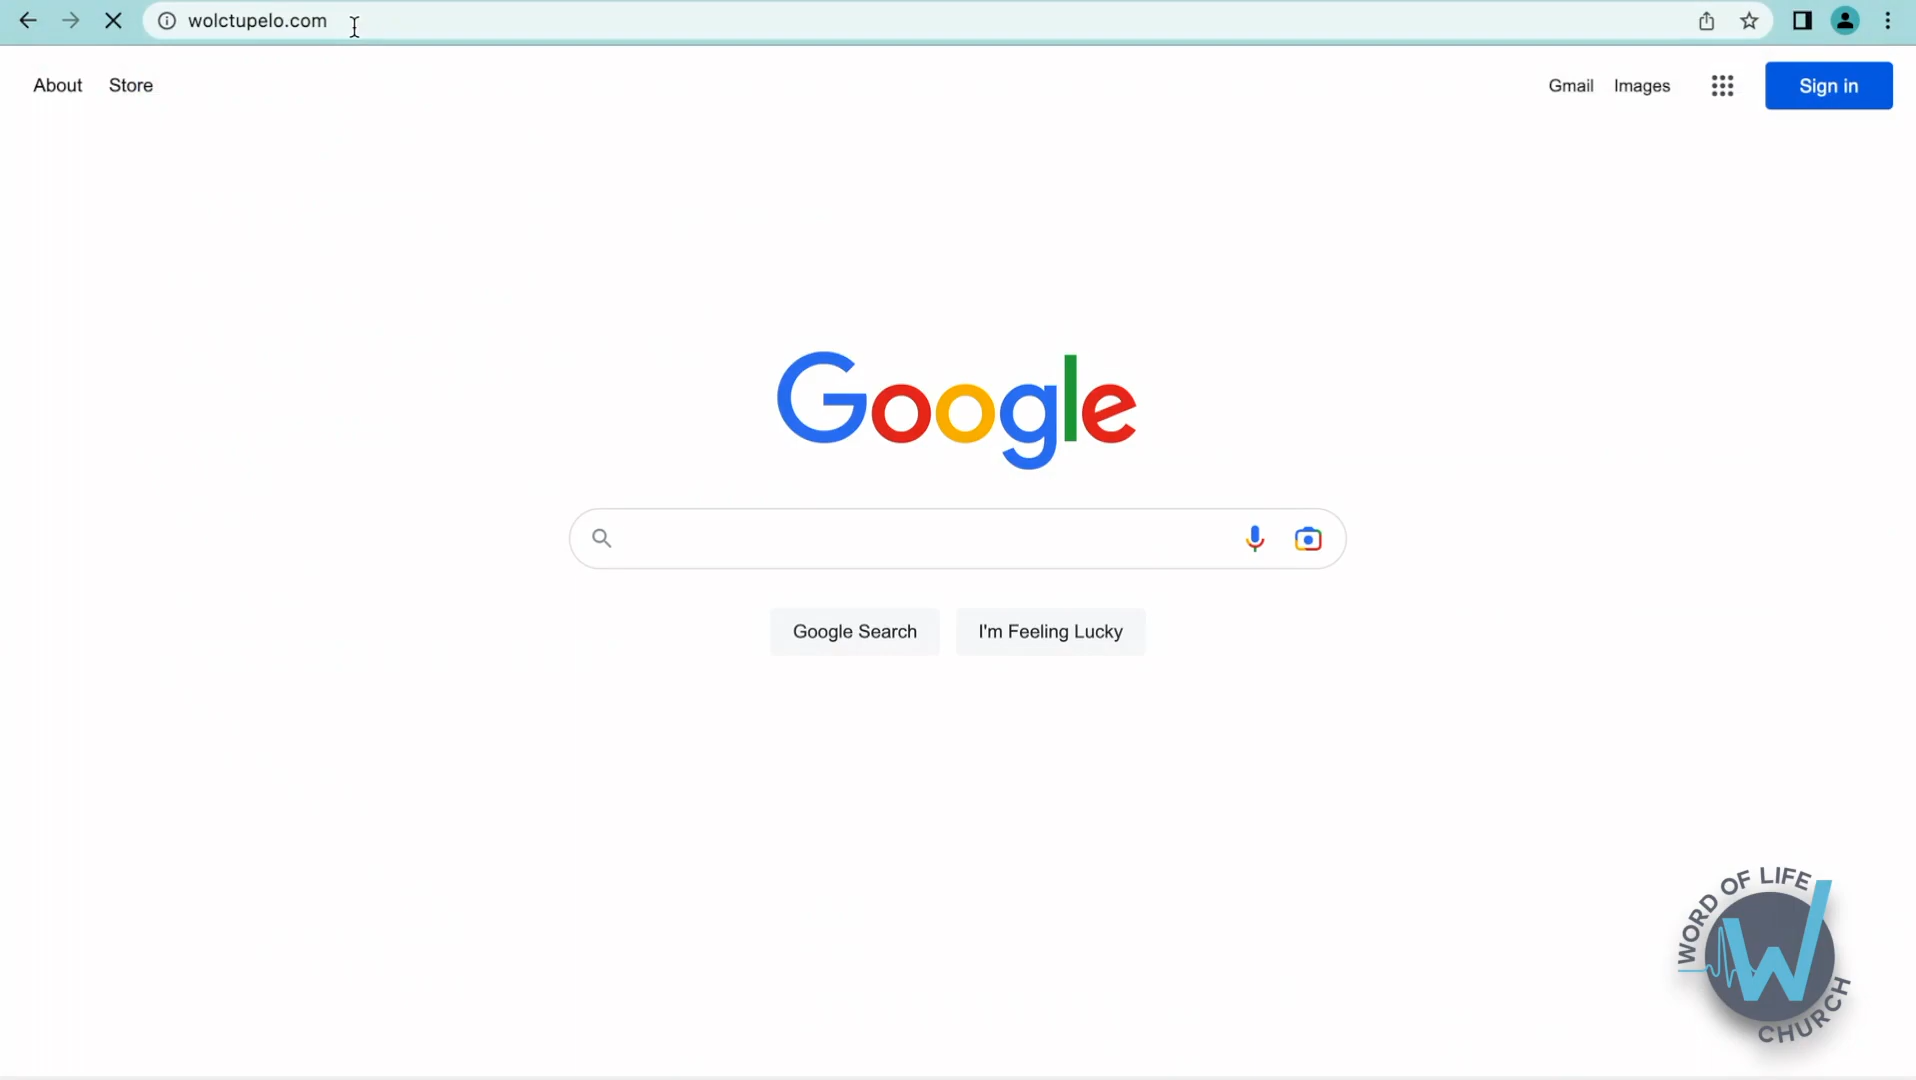 wolctupelo.com
About Store
Gmail Images Sign in
Google
Google Search I'm Feeling Lucky
WORD OF LIFE
W
CHURCH